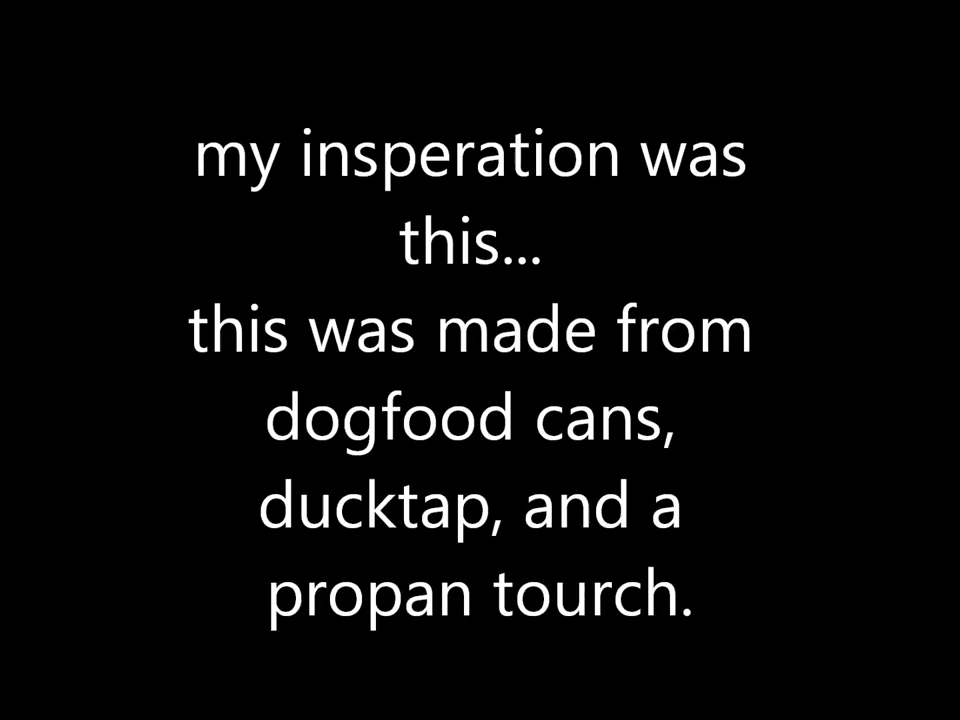 my insperation was
this...
this was made from
dogfood cans,
ducktap, and a
propan tourch.